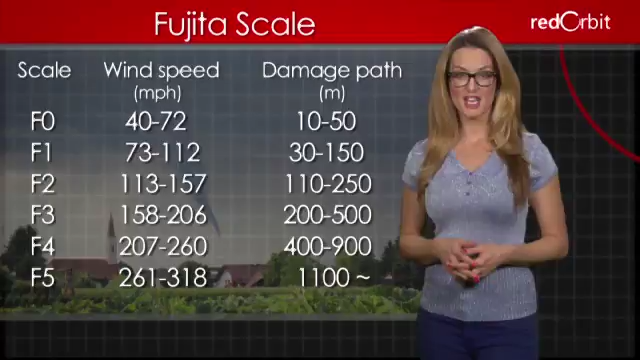 Fujita Scale
redOrbit
Scale Wind speed Damage path
(mph) (m)
F0 40-72 10-50
F1 73-112 30-150
F2 113-157 110-250
F3 158-206 200-500
F4 207-260 400-900
F5 261-318 1100 ~